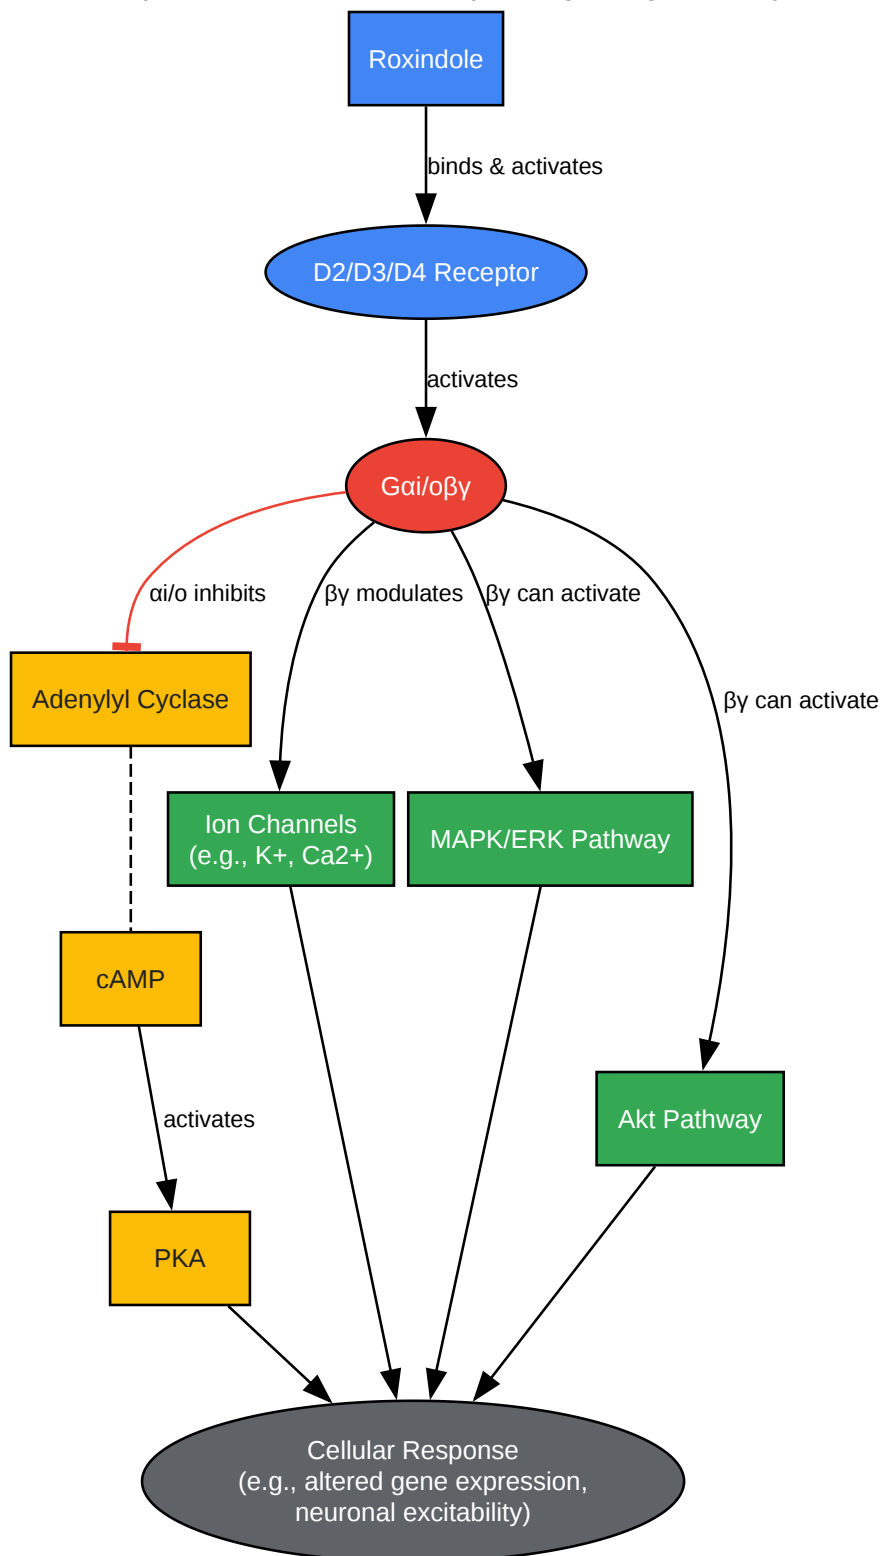 Roxindole
binds & activates
D2/D3/D4 Receptor
activates
Gαi/oβγ
αi/o inhibits
βγ modulates
βγ can activate
Adenylyl Cyclase
βγ can activate
Ion Channels
(e.g., K+, Ca2+)
MAPK/ERK Pathway
cAMP
activates
Akt Pathway
PKA
Cellular Response
(e.g., altered gene expression,
neuronal excitability)